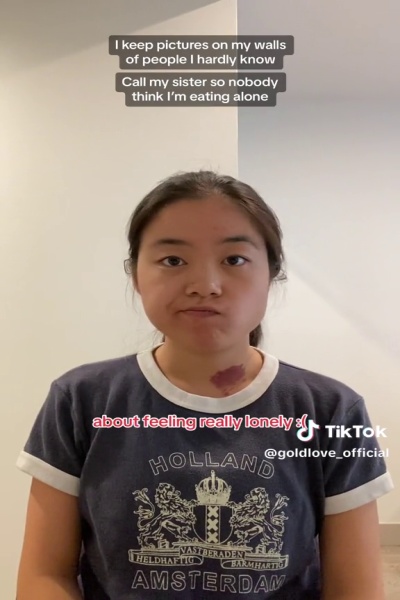 I keep pictures on my walls
of people I hardly know
Call my sister so nobody
think I'm eating alone
about feeling really lonely :(
TikTok
@goldlove_official
HOLLAND
HELDHAFTIG VASTBERADEN BARMHARTIG
AMSTERDAM